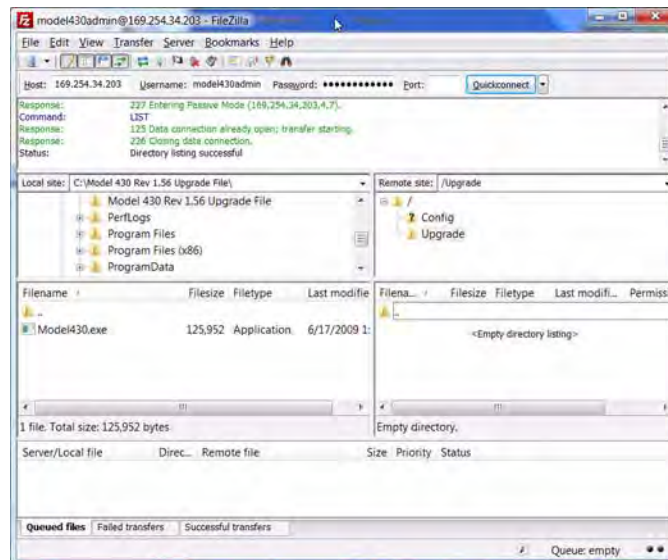 model430admin@169.254.34.203 - FileZilla
File Edit View Transfer Server Bookmarks Help
Host: 169.254.34.203 Username: model430admin Password: •••••••••••• Port: Quickconnect
Response: 227 Entering Passive Mode (169,254,34,203,4,7).
Command: LIST
Response: 125 Data connection already open; transfer starting.
Response: 226 Closing data connection.
Status: Directory listing successful
Local site: C:\Model 430 Rev 1.56 Upgrade File\ Remote site: /Upgrade
Model 430 Rev 1.56 Upgrade File /
PerfLogs ? Config
Program Files Upgrade
Program Files (x86)
ProgramData
Filename Filesize Filetype Last modifie Filena... Filesize Filetype Last modifi... Permiss
.. ..
Model430.exe 125,952 Application 6/17/2009 1: <Empty directory listing>
1 file. Total size: 125,952 bytes Empty directory.
Server/Local file Direc... Remote file Size Priority Status
Queued files Failed transfers Successful transfers
Queue: empty